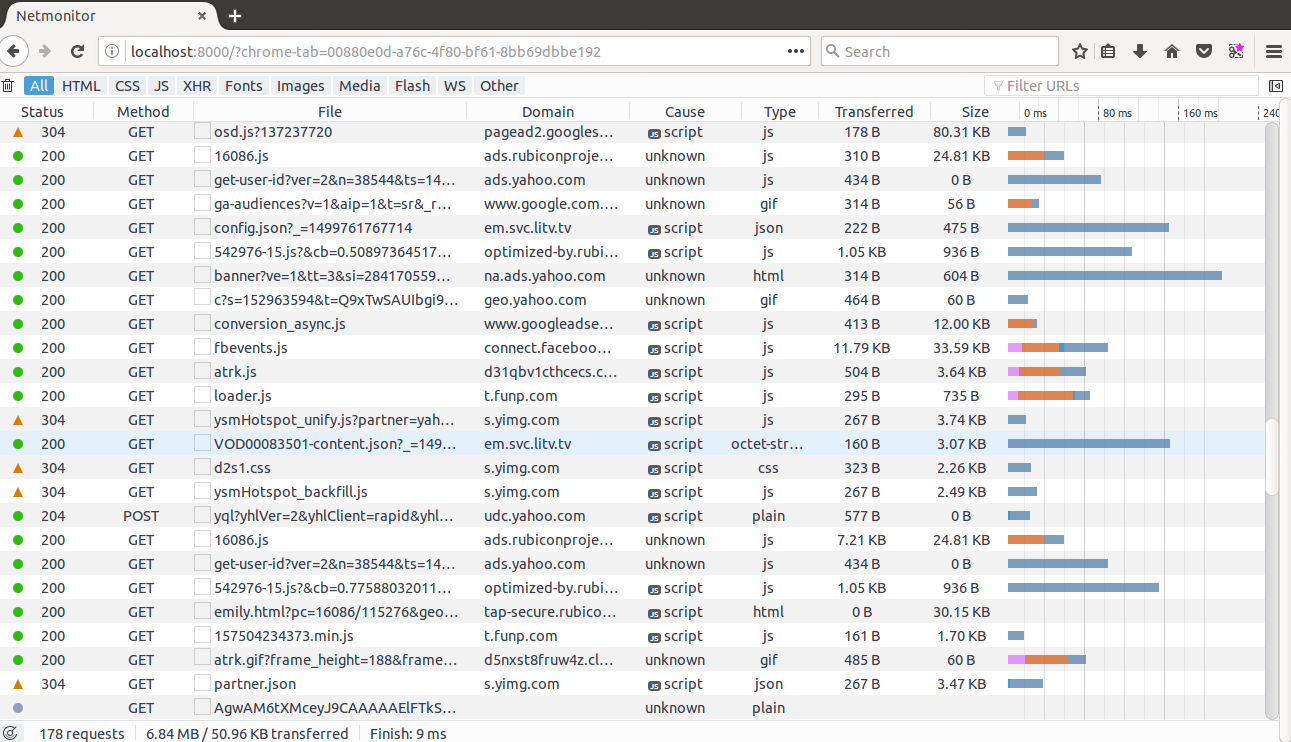 Netmonitor
localhost:8000/?chrome-tab=00880e0d-a76c-4f80-bf61-8bb69dbbe192
Search
All HTML CSS JS XHR Fonts Images Media Flash WS Other Filter URLs
Status Method File Domain Cause Type Transferred Size 0 ms 80 ms 160 ms 240
304 GET osd.js?137237720 pagead2.googles… JS script js 178 B 80.31 KB
200 GET 16086.js ads.rubiconproje… unknown js 310 B 24.81 KB
200 GET get-user-id?ver=2&n=38544&ts=14… ads.yahoo.com unknown js 434 B 0 B
200 GET ga-audiences?v=1&aip=1&t=sr&_r… www.google.com.… unknown gif 314 B 56 B
200 GET config.json?_=1499761767714 em.svc.litv.tv JS script json 222 B 475 B
200 GET 542976-15.js?&cb=0.50897364517… optimized-by.rubi… JS script js 1.05 KB 936 B
200 GET banner?ve=1&tt=3&si=284170559… na.ads.yahoo.com unknown html 314 B 604 B
200 GET c?s=152963594&t=Q9xTwSAUIbgi9… geo.yahoo.com unknown gif 464 B 60 B
200 GET conversion_async.js www.googleadse… JS script js 413 B 12.00 KB
200 GET fbevents.js connect.faceboo… JS script js 11.79 KB 33.59 KB
200 GET atrk.js d31qbv1cthcecs.c… JS script js 504 B 3.64 KB
200 GET loader.js t.funp.com JS script js 295 B 735 B
304 GET ysmHotspot_unify.js?partner=yah… s.yimg.com JS script js 267 B 3.74 KB
200 GET VOD00083501-content.json?_=149… em.svc.litv.tv JS script octet-str… 160 B 3.07 KB
304 GET d2s1.css s.yimg.com JS script css 323 B 2.26 KB
304 GET ysmHotspot_backfill.js s.yimg.com JS script js 267 B 2.49 KB
204 POST yql?yhlVer=2&yhlClient=rapid&yhl… udc.yahoo.com JS script plain 577 B 0 B
200 GET 16086.js ads.rubiconproje… unknown js 7.21 KB 24.81 KB
200 GET get-user-id?ver=2&n=38544&ts=14… ads.yahoo.com unknown js 434 B 0 B
200 GET 542976-15.js?&cb=0.77588032011… optimized-by.rubi… JS script js 1.05 KB 936 B
200 GET emily.html?pc=16086/115276&geo… tap-secure.rubico… JS script html 0 B 30.15 KB
200 GET 157504234373.min.js t.funp.com JS script js 161 B 1.70 KB
200 GET atrk.gif?frame_height=188&frame… d5nxst8fruw4z.cl… unknown gif 485 B 60 B
304 GET partner.json s.yimg.com JS script json 267 B 3.47 KB
GET AgwAM6tXMceyJ9CAAAAAElFTkS… unknown plain
178 requests 6.84 MB / 50.96 KB transferred Finish: 9 ms